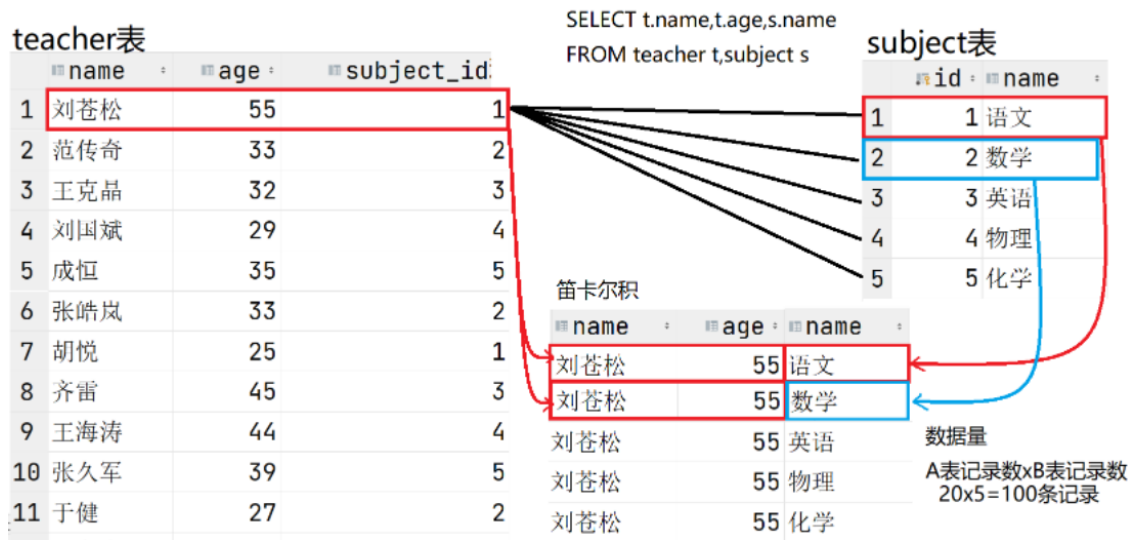 SELECT t.name,t.age,s.name
FROM teacher t,subject s
teacher表
name age subject_id
1 刘苍松 55 1
2 范传奇 33 2
3 王克晶 32 3
4 刘国斌 29 4
5 成恒 35 5
6 张皓岚 33 2
7 胡悦 25 1
8 齐雷 45 3
9 王海涛 44 4
10 张久军 39 5
11 于健 27 2
subject表
id name
1 1 语文
2 2 数学
3 3 英语
4 4 物理
5 5 化学
笛卡尔积
name age name
刘苍松 55 语文
刘苍松 55 数学
刘苍松 55 英语
刘苍松 55 物理
刘苍松 55 化学
数据量
A表记录数xB表记录数
20x5=100条记录